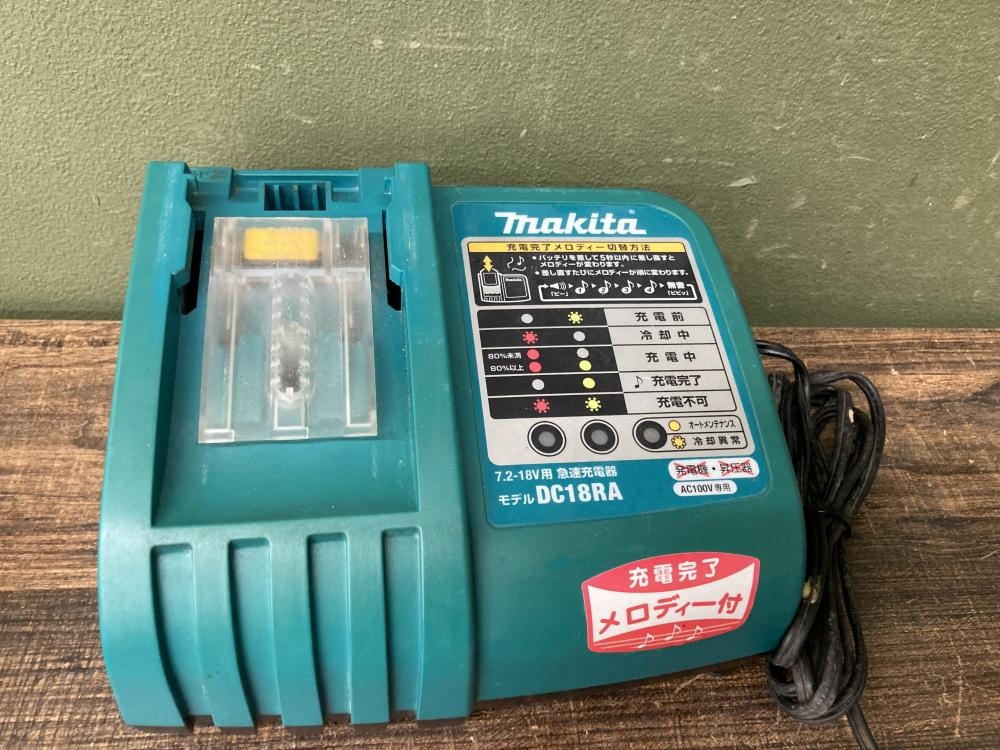 makita
充電完了メロディー切替方法
●バッテリを差して5秒以内に差し直すと
メロディーが変わります。
●差し直すたびにメロディーが順に変わります。
makita
「ピー」 1 2 3 4 無音「ピピッ」
充電前
冷却中
80%未満
80%以上
充電中
充電完了
充電不可
オートメンテナンス
冷却異常
7.2-18V用 急速充電器
発電機・昇圧器
モデル DC18RA
AC100V専用
充電完了
メロディー付